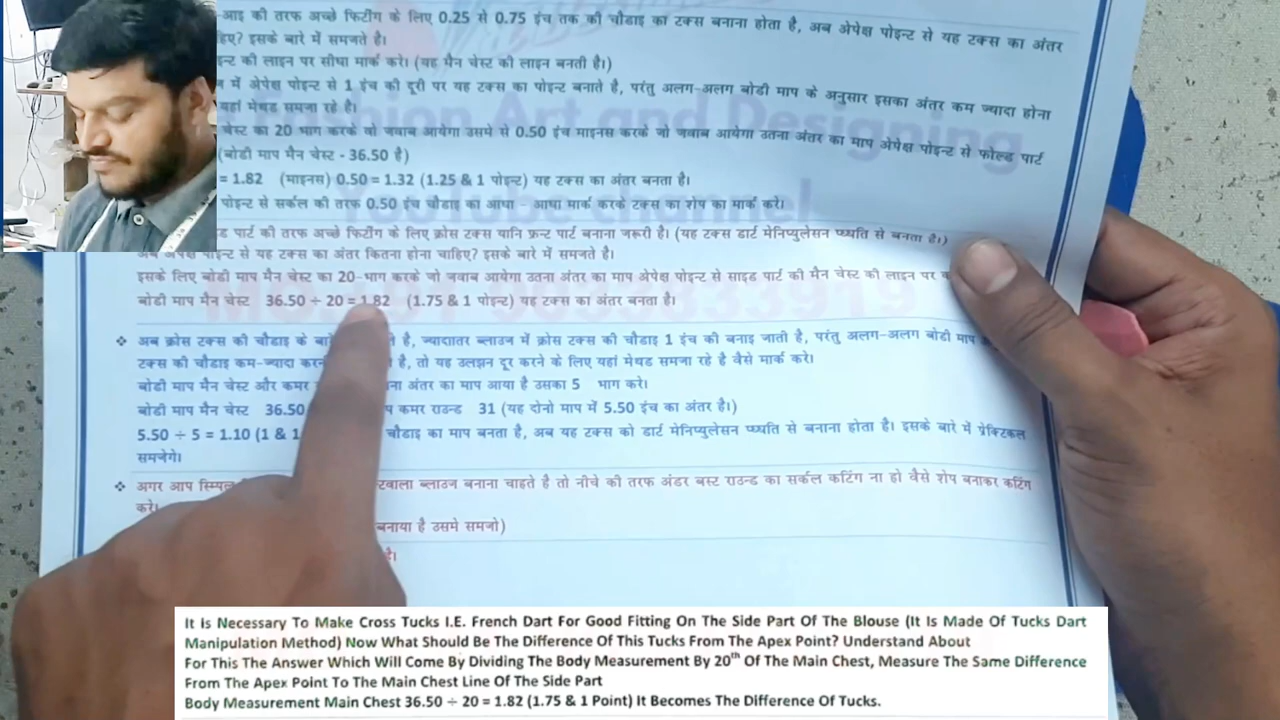 आइ की तरफ अच्छे फिटींग के लिए 0.25 से 0.75 इंच तक की चौडाइ का टक्स बनाना होता है, अब अेपेक्ष पोइन्ट से यह टक्स का अंतर
हिए? इसके बारे में समजते है।
इन्ट की लाइन पर सीधा मार्क करे। (यह मैन चेस्ट की लाइन बनती है।)
में अेपेक्ष पोइन्ट से 1 इंच की दूरी पर यह टक्स का पोइन्ट बनाते है, परंतु अलग-अलग बोडी माप के अनुसार इसका अंतर कम ज्यादा होना
यहां मेथड समजा रहे है।
चेस्ट का 20 भाग करके जो जवाब आयेगा उसमे से 0.50 इंच माइनस करके जो जवाब आयेगा उतना अंतर का माप अेपेक्ष पोइन्ट से फोल्ड पार्ट
(बोडी माप मैन चेस्ट - 36.50 है)
= 1.82 (माइनस) 0.50 = 1.32 (1.25 & 1 पोइन्ट) यह टक्स का अंतर बनता है।
पोइन्ट से सर्कल की तरफ 0.50 इंच चौडाइ का आधा - आधा मार्क करके टक्स का शेप का मार्क करे।
ड पार्ट की तरफ अच्छे फिटींग के लिए क्रोस टक्स यानि फ्रन्ट पार्ट बनाना जरूरी है। (यह टक्स डार्ट मेनिप्युलेसन प्ध्धति से बनता है।)
अब अेपेक्ष पोइन्ट से यह टक्स का अंतर कितना होना चाहिए? इसके बारे में समजते है।
इसके लिए बोडी माप मैन चेस्ट का 20-भाग करके जो जवाब आयेगा उतना अंतर का माप अेपेक्ष पोइन्ट से साइड पार्ट की मैन चेस्ट की लाइन पर
बोडी माप मैन चेस्ट 36.50 ÷ 20 = 1.82 (1.75 & 1 पोइन्ट) यह टक्स का अंतर बनता है।
❖ अब क्रोस टक्स की चौडाइ के है, ज्यादातर ब्लाउज में क्रोस टक्स की चौडाइ 1 इंच की बनाइ जाती है, परंतु अलग-अलग बोडी माप
टक्स की चौडाइ कम-ज्यादा है, तो यह उलझन दूर करने के लिए यहां मेथड समजा रहे है वैसे मार्क करे।
बोडी माप मैन चेस्ट और कमर अंतर का माप आया है उसका 5 भाग करे।
बोडी माप मैन चेस्ट 36.50 कमर राउन्ड 31 (यह दोनो माप में 5.50 इंच का अंतर है।)
5.50 ÷ 5 = 1.10 (1 & 1 चौडाइ का माप बनता है, अब यह टक्स को डार्ट मेनिप्युलेसन प्ध्धति से बनाना होता है। इसके बारे में प्रेक्टिकल
समजेगे।
❖ अगर आप सिम्पल टवाला ब्लाउज बनाना चाहते है तो नीचे की तरफ अंडर बस्ट राउन्ड का सर्कल कटिंग ना हो वैसे शेप बनाकर कटिंग
करे।
बनाया है उसमे समजो)
है।
Fashion Art and Designing
YouTube channel
It is Necessary To Make Cross Tucks I.E. French Dart For Good Fitting On The Side Part Of The Blouse (It Is Made Of Tucks Dart
Manipulation Method) Now What Should Be The Difference Of This Tucks From The Apex Point? Understand About
For This The Answer Which Will Come By Dividing The Body Measurement By 20th Of The Main Chest, Measure The Same Difference
From The Apex Point To The Main Chest Line Of The Side Part
Body Measurement Main Chest 36.50 ÷ 20 = 1.82 (1.75 & 1 Point) It Becomes The Difference Of Tucks.